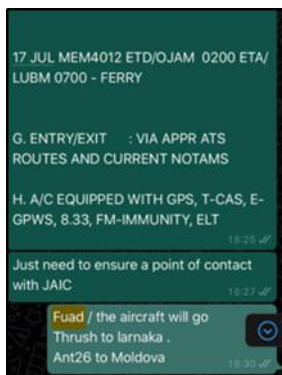 17 JUL MEM4012 ETD/OJAM 0200 ETA/
LUBM 0700 - FERRY
G. ENTRY/EXIT : VIA APPR ATS
ROUTES AND CURRENT NOTAMS
H. A/C EQUIPPED WITH GPS, T-CAS, E-
GPWS, 8.33, FM-IMMUNITY, ELT
18:25
Just need to ensure a point of contact
with JAIC
18:27
Fuad / the aircraft will go
Thrush to larnaka .
Ant26 to Moldova
18:30